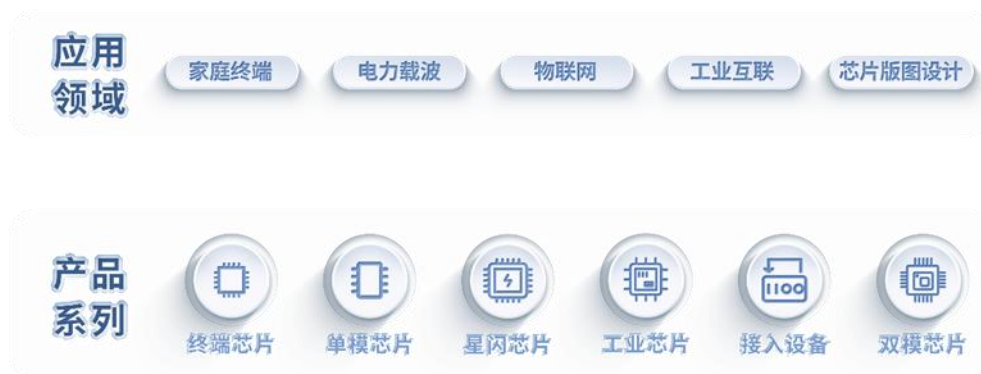 应用
领域
家庭终端 电力载波 物联网 工业互联 芯片版图设计
产品
系列
1100
终端芯片 单模芯片 星闪芯片 工业芯片 接入设备 双模芯片